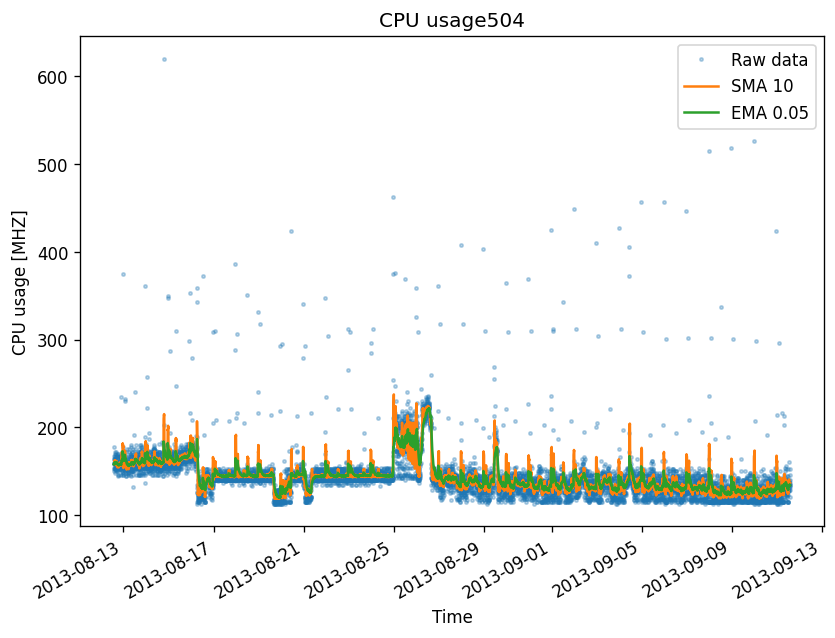 CPU usage504
Raw data
SMA 10
EMA 0.05
CPU usage [MHZ]
600
500
400
300
200
100
2013-08-13
2013-08-17
2013-08-21
2013-08-25
2013-08-29
2013-09-01
2013-09-05
2013-09-09
2013-09-13
Time